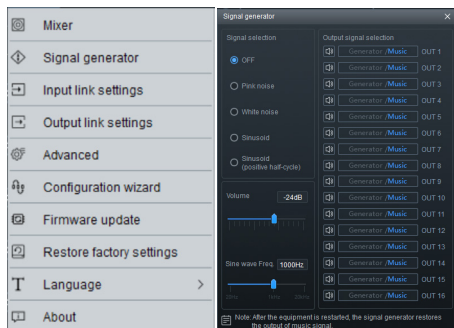 Mixer
Signal generator
Input link settings
Output link settings
Advanced
Configuration wizard
Firmware update
Restore factory settings
Language
About
Signal generator
Signal selection
OFF
Pink noise
White noise
Sinusoid
Sinusoid
(positive half-cycle)
Volume
-24dB
Sine wave Freq.
1000Hz
20Hz 1kHz 20kHz
Output signal selection
Generator /Music OUT 1
Generator /Music OUT 2
Generator /Music OUT 3
Generator /Music OUT 4
Generator /Music OUT 5
Generator /Music OUT 6
Generator /Music OUT 7
Generator /Music OUT 8
Generator /Music OUT 9
Generator /Music OUT 10
Generator /Music OUT 11
Generator /Music OUT 12
Generator /Music OUT 13
Generator /Music OUT 14
Generator /Music OUT 15
Generator /Music OUT 16
Note: After the equipment is restarted, the signal generator restores
the output of music signal.